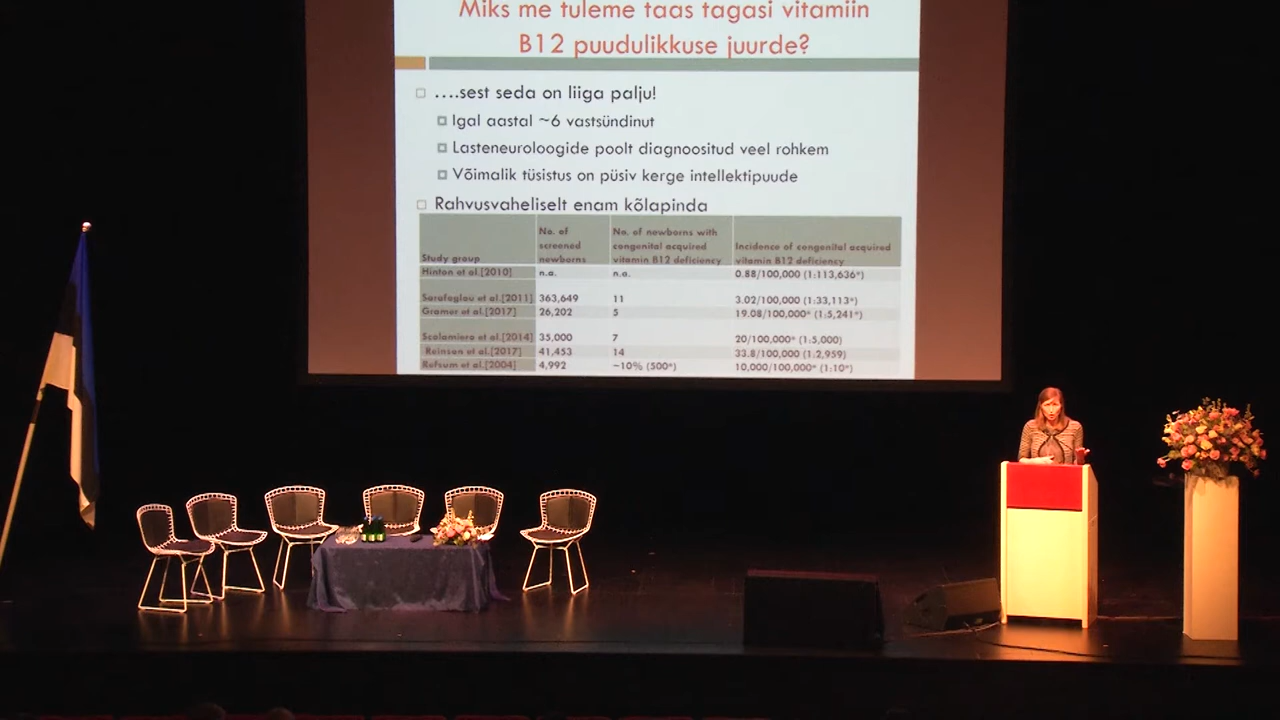 Miks me tuleme taas tagasi vitamiin
B12 puudulikkuse juurde?
....sest seda on liiga palju!
Igal aastal ~6 vastsündinut
Lasteneuroloogide poolt diagnoositud veel rohkem
Võimalik tüsistus on püsiv kerge intellektipuude
Rahvusvaheliselt enam kõlapinda
Study group No. of screened newborns No. of newborns with congenital acquired vitamin B12 deficiency Incidence of congenital acquired vitamin B12 deficiency
Hinton et al.[2010] n.a. n.a. 0.88/100,000 (1:113,636*)
Sarafoglou et al.[2011] 363,649 11 3.02/100,000 (1:33,113*)
Gramer et al.[2017] 26,202 5 19.08/100,000* (1:5,241*)
Scolamiero et al.[2014] 35,000 7 20/100,000* (1:5,000)
Reinson et al.[2017] 41,453 14 33.8/100,000 (1:2,959)
Refsum et al.[2004] 4,992 ~10% (500*) 10,000/100,000* (1:10*)